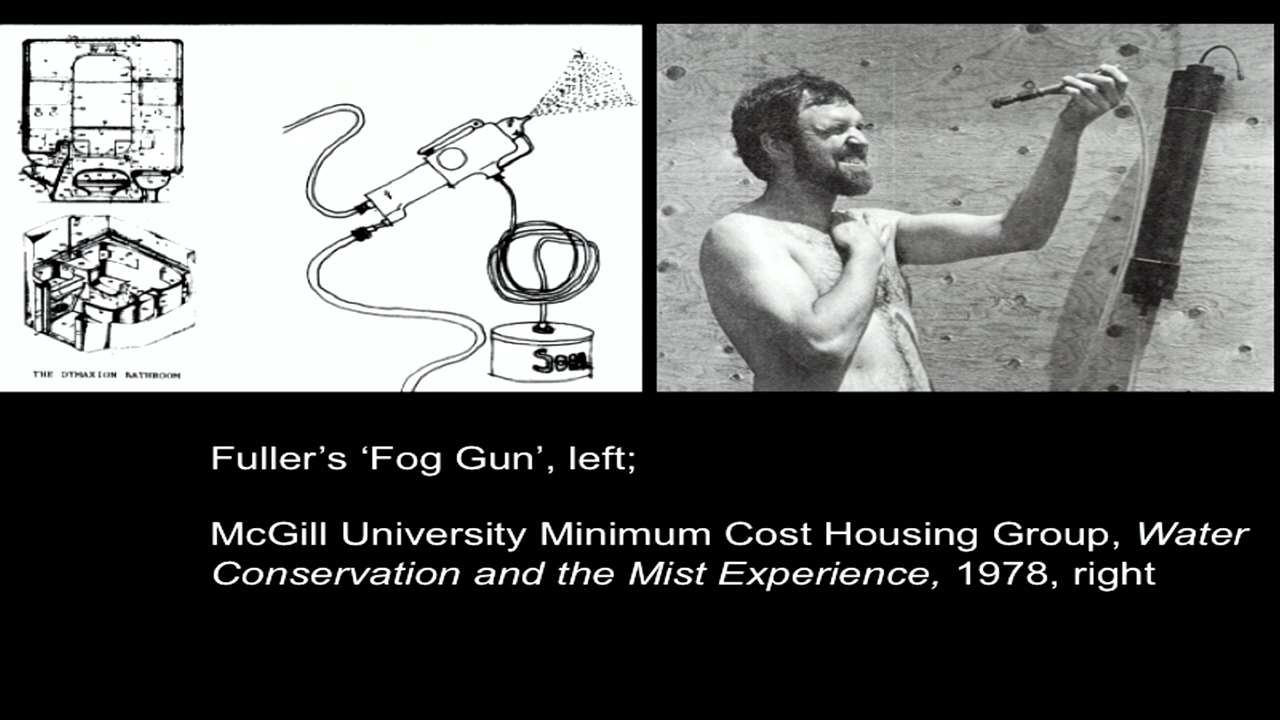 THE DYMAXION BATHROOM
Soap
Fuller's ‘Fog Gun’, left;
McGill University Minimum Cost Housing Group, Water
Conservation and the Mist Experience, 1978, right